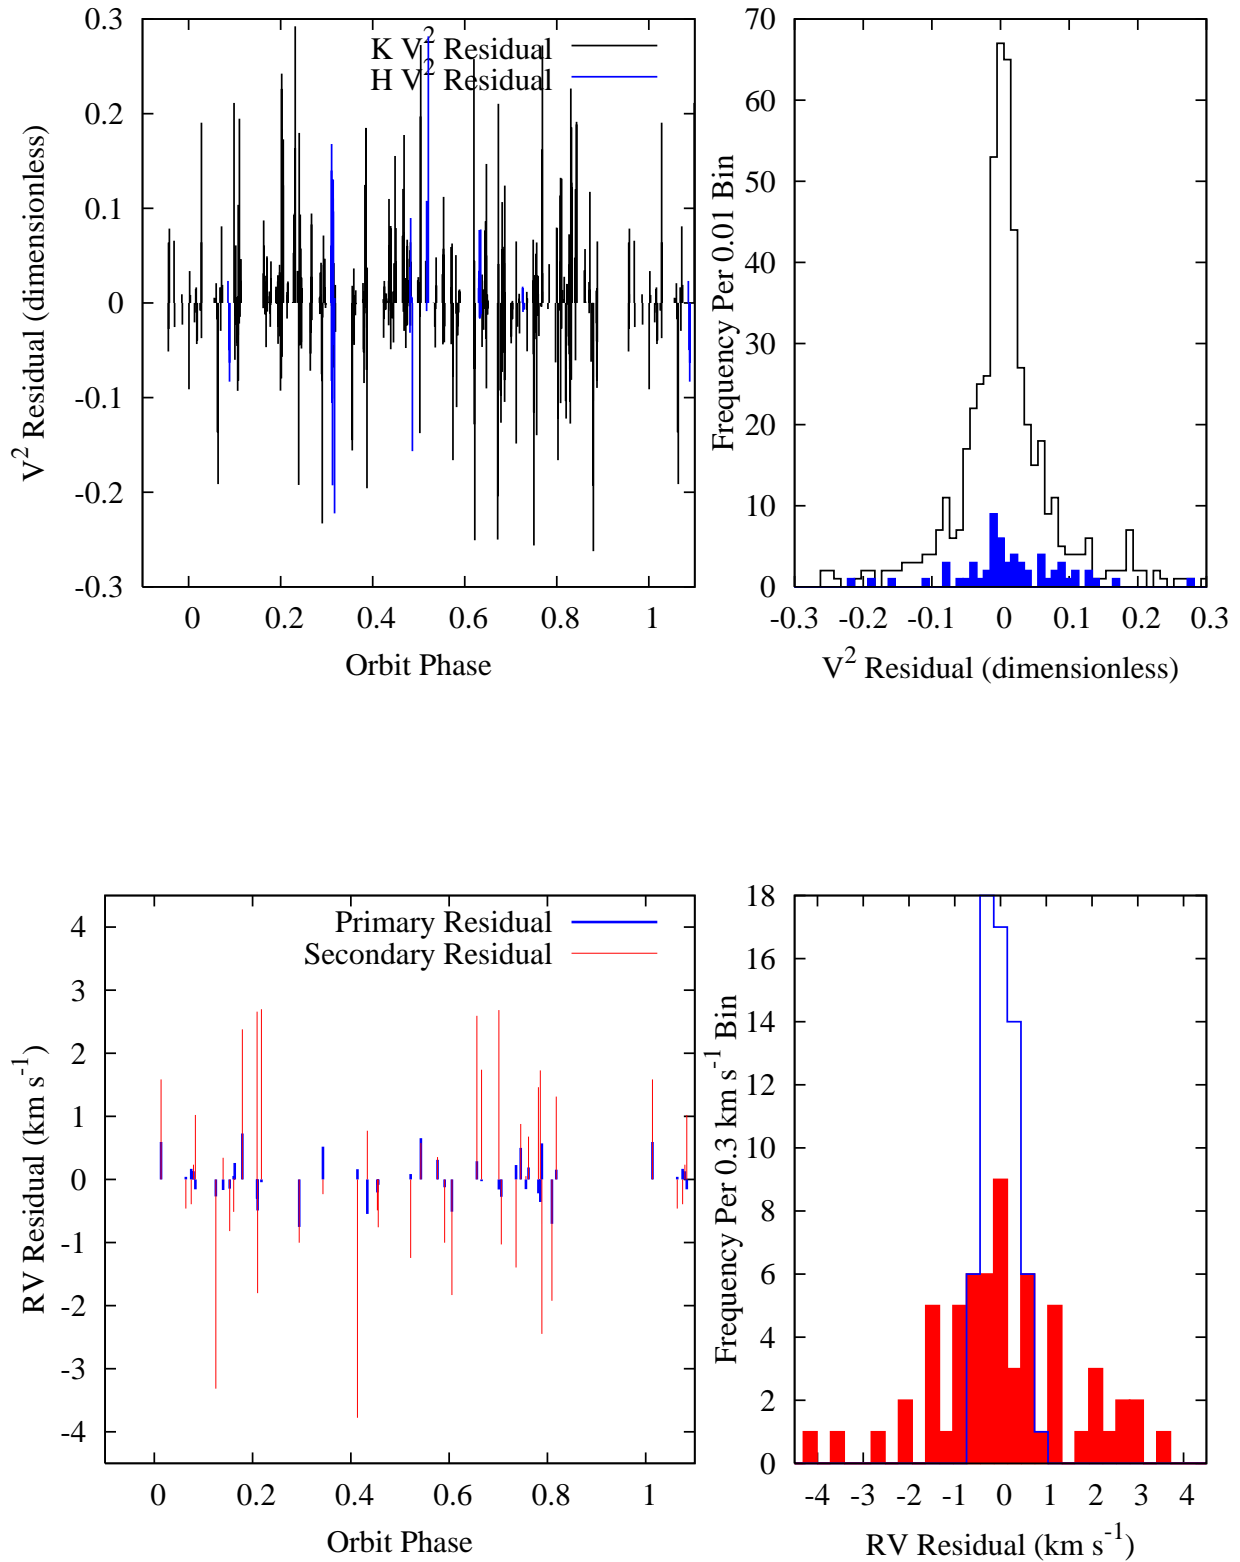 0.3
0.2
0.1
0
-0.1
-0.2
-0.3
V² Residual (dimensionless)
K V² Residual
H V² Residual
0 0.2 0.4 0.6 0.8 1
Orbit Phase
70
60
50
40
30
20
10
0
Frequency Per 0.01 Bin
-0.3 -0.2 -0.1 0 0.1 0.2 0.3
V² Residual (dimensionless)
4
3
2
1
0
-1
-2
-3
-4
RV Residual (km s⁻¹)
Primary Residual
Secondary Residual
0 0.2 0.4 0.6 0.8 1
Orbit Phase
18
16
14
12
10
8
6
4
2
0
Frequency Per 0.3 km s⁻¹ Bin
-4 -3 -2 -1 0 1 2 3 4
RV Residual (km s⁻¹)